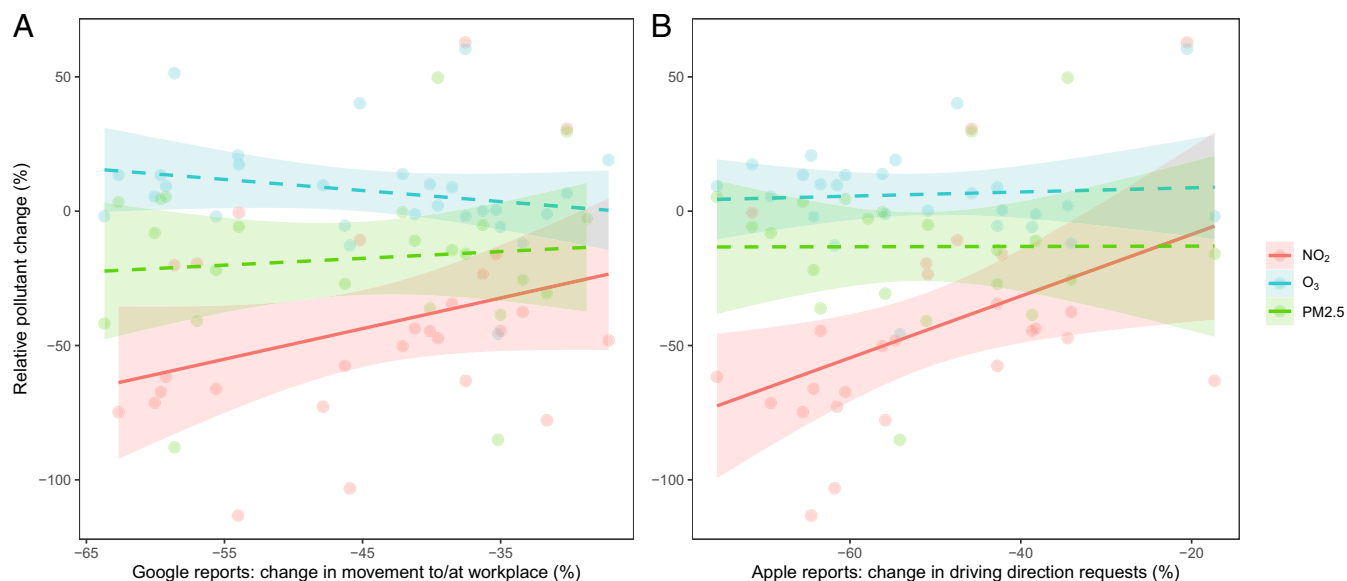 A
B
Relative pollutant change (%)
50
0
−50
−100
−65
−55
−45
−35
Google reports: change in movement to/at workplace (%)
50
0
−50
−100
−60
−40
−20
Apple reports: change in driving direction requests (%)
NO₂
O₃
PM2.5